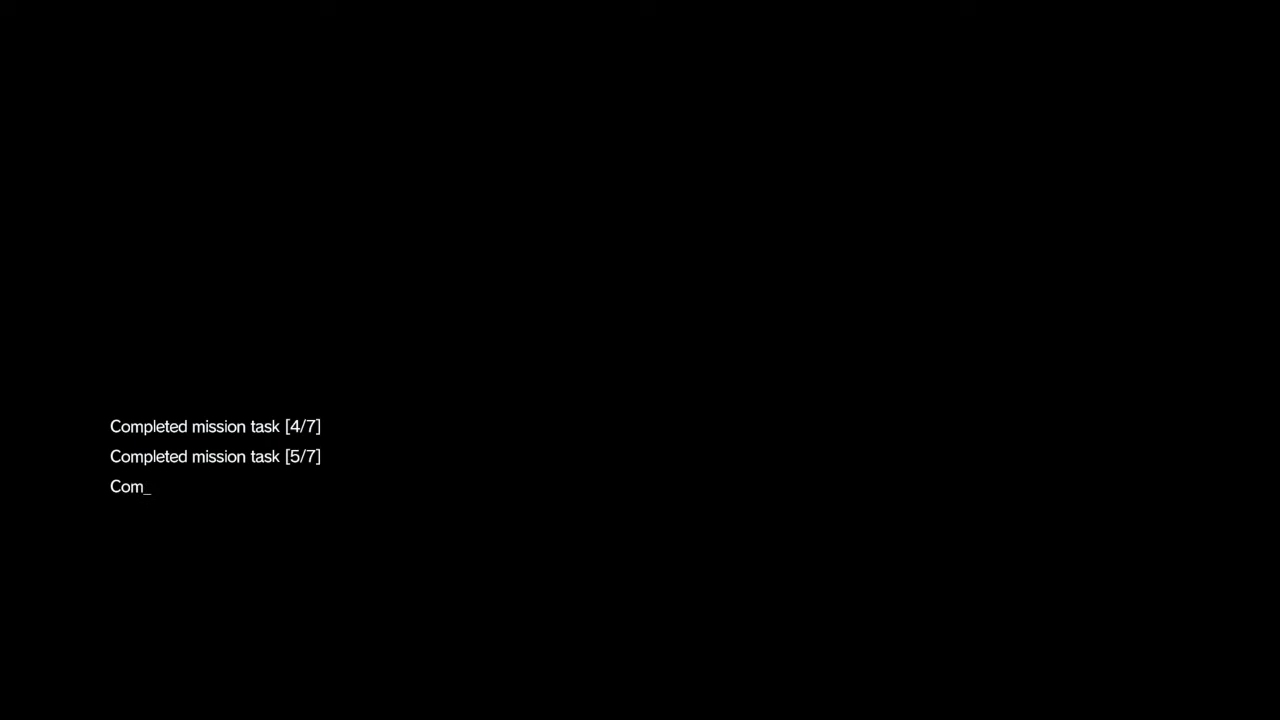 Completed mission task [4/7]
Completed mission task [5/7]
Com_